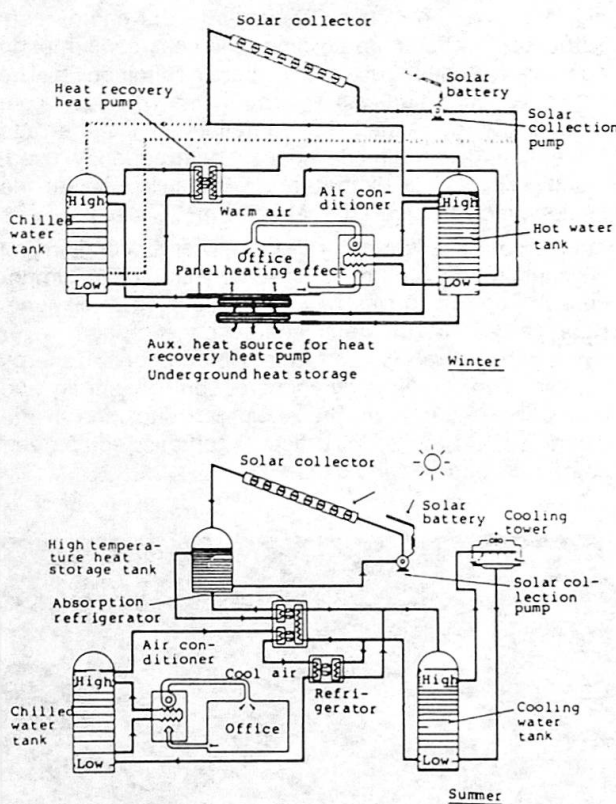 Solar collector
Heat recovery
heat pump
Solar
battery
Solar
collection
pump
High
Chilled
water tank
Low
Air con-
ditioner
Warm air
Office
Panel heating effect
High
Hot water
tank
Low
Aux. heat source for heat
recovery heat pump
Underground heat storage
Winter
Solar collector
Solar
battery
Cooling
tower
High tempera-
ture heat
storage tank
Solar col-
lection
pump
Absorption
refrigerator
Air con-
ditioner
Cool air
Refri-
gerator
High
Chilled
water
tank
Low
Office
High
Cooling
water
tank
Low
Summer